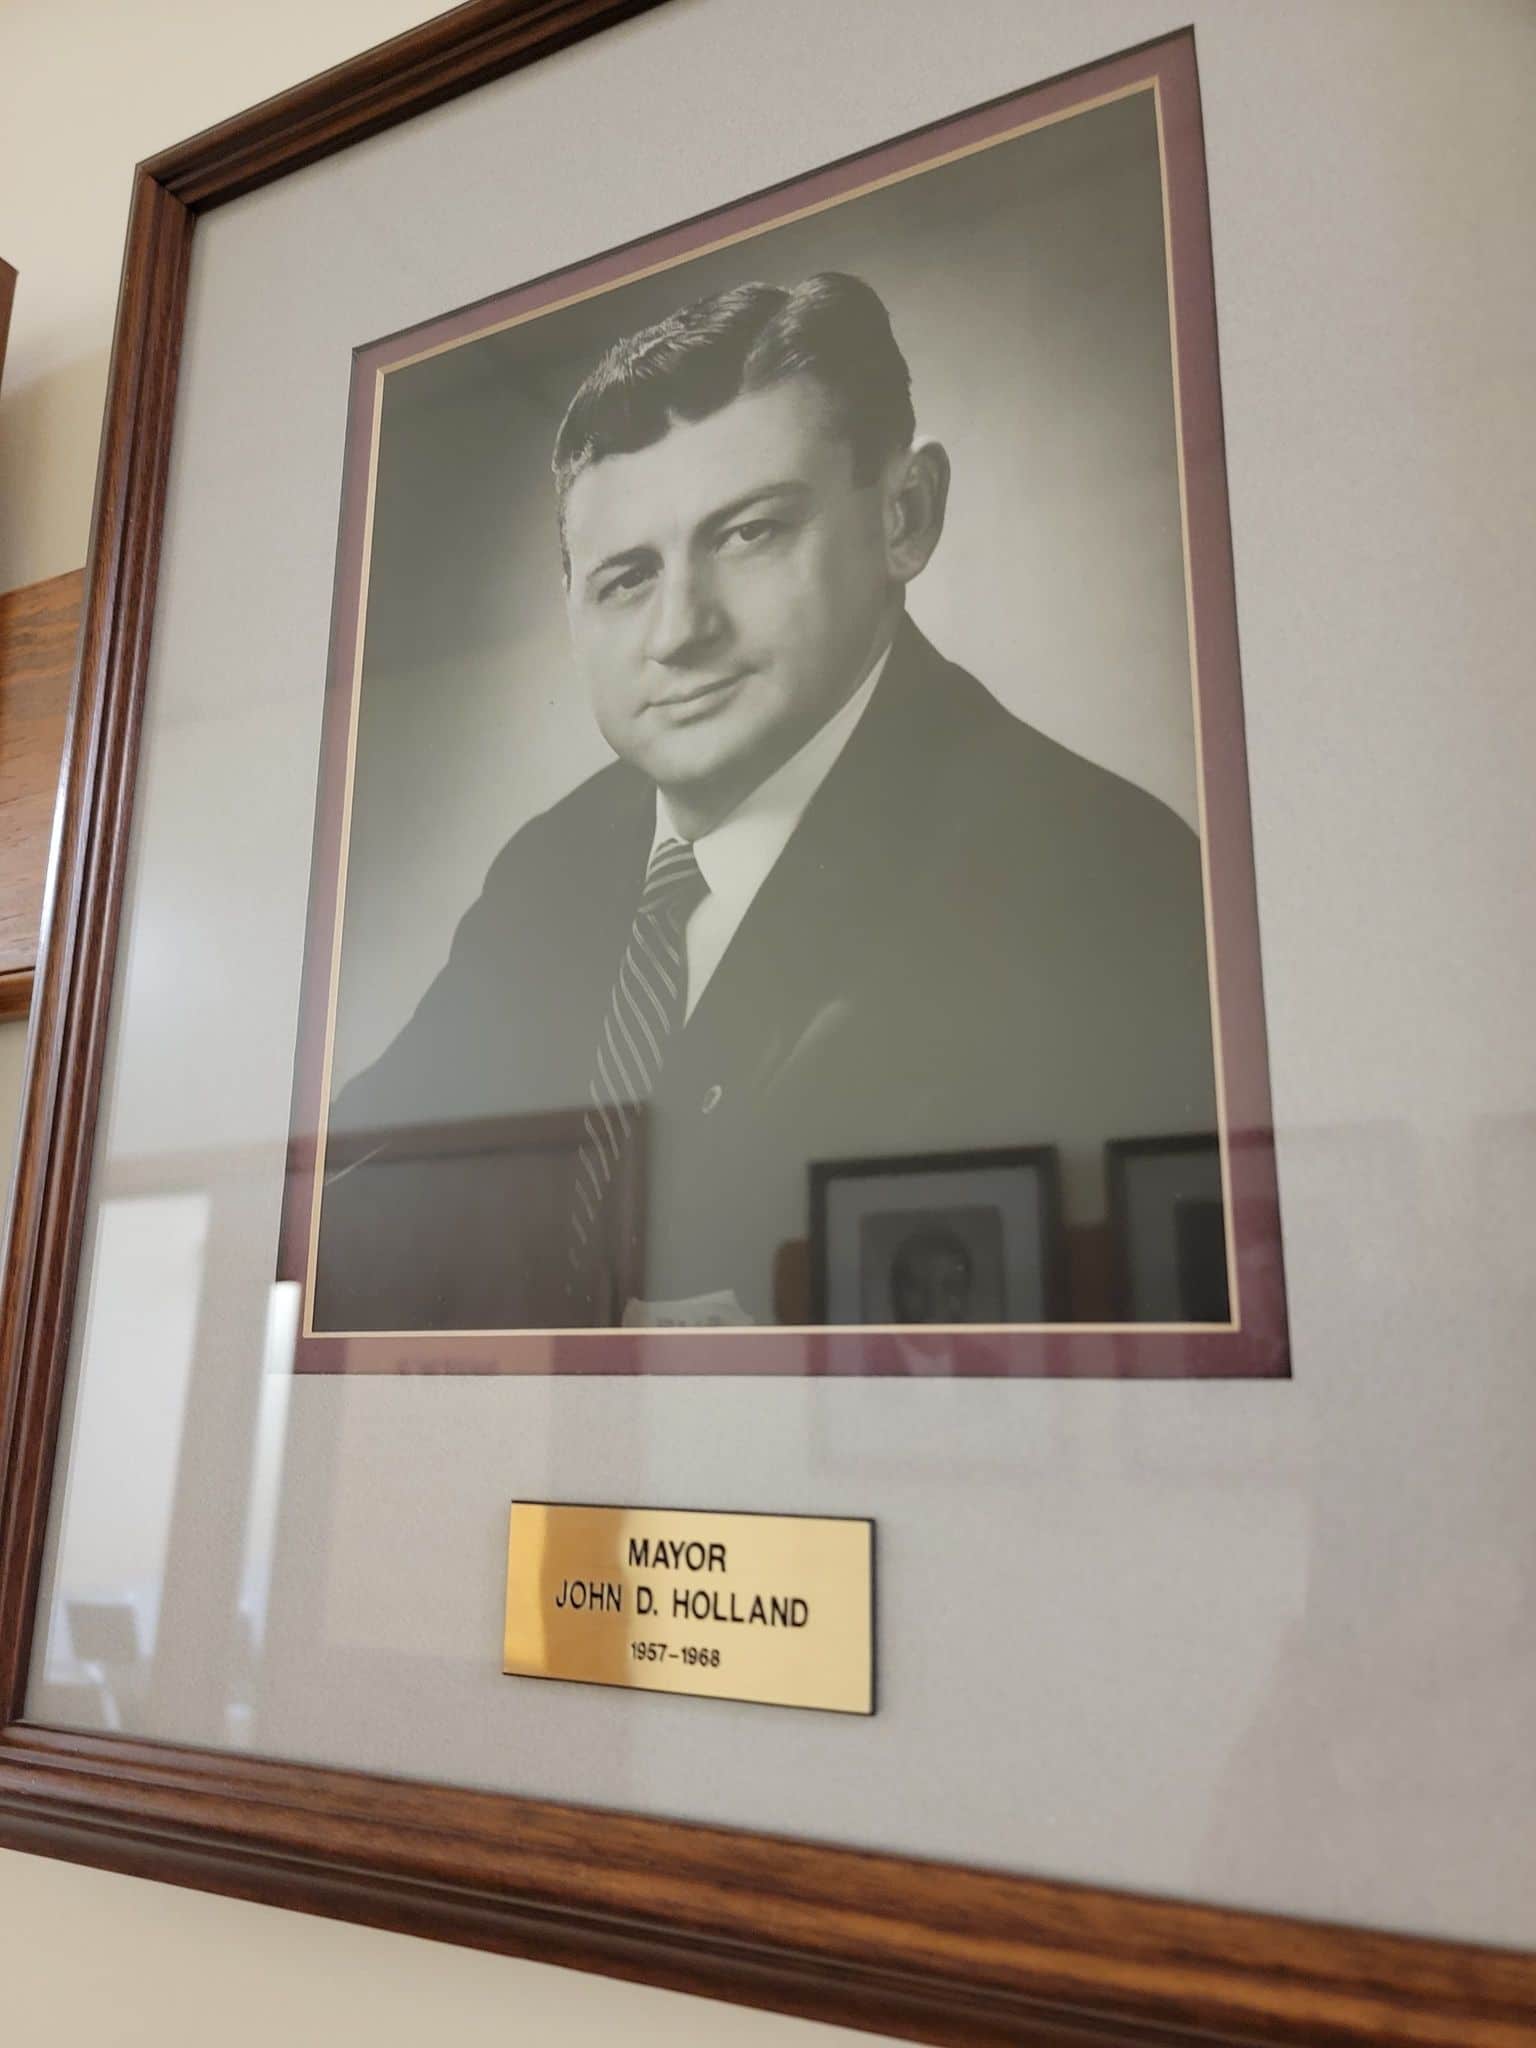 MAYOR
JOHN D. HOLLAND
1957-1968